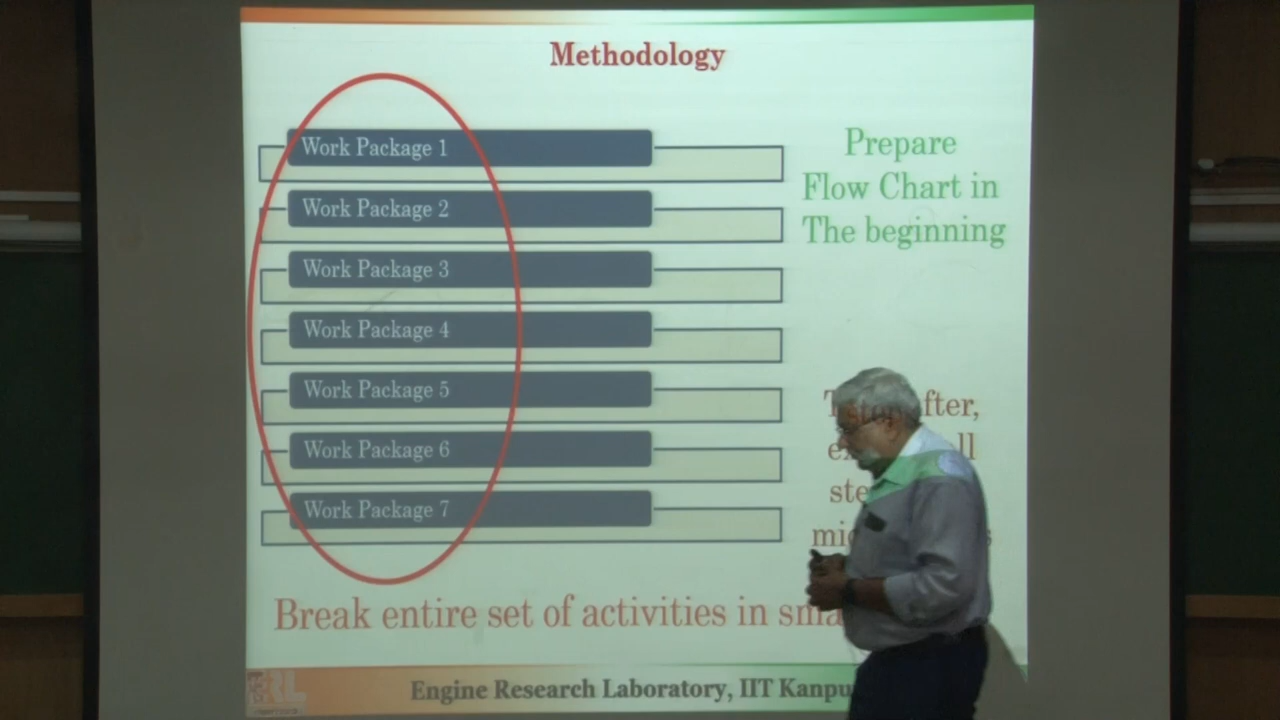 Methodology
Work Package 1
Work Package 2
Work Package 3
Work Package 4
Work Package 5
Work Package 6
Work Package 7
Prepare
Flow Chart in
The beginning
Break entire set of activities in
Engine Research Laboratory, IIT